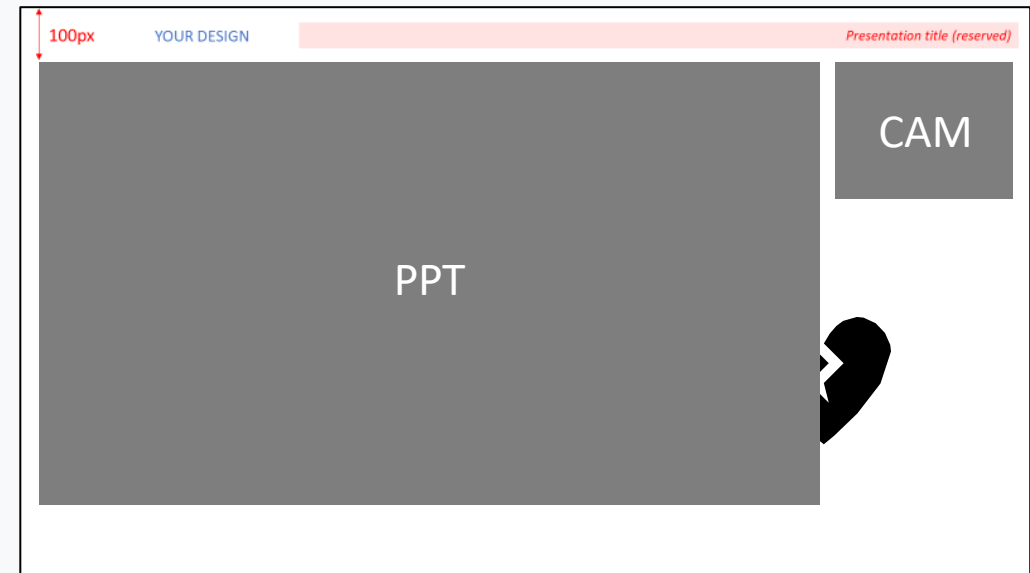 100px
YOUR DESIGN
Presentation title (reserved)
CAM
PPT